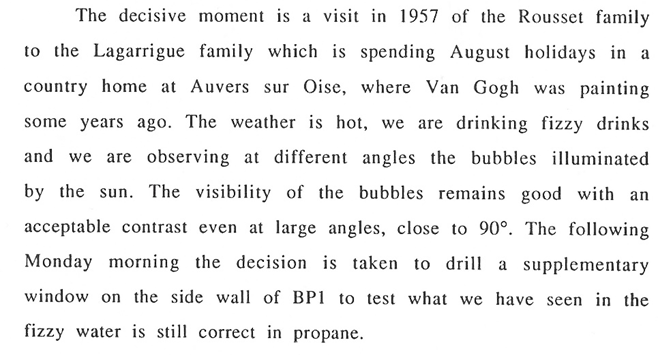 The decisive moment is a visit in 1957 of the Rousset family
to the Lagarrigue family which is spending August holidays in a
country home at Auvers sur Oise, where Van Gogh was painting
some years ago. The weather is hot, we are drinking fizzy drinks
and we are observing at different angles the bubbles illuminated
by the sun. The visibility of the bubbles remains good with an
acceptable contrast even at large angles, close to 90°. The following
Monday morning the decision is taken to drill a supplementary
window on the side wall of BP1 to test what we have seen in the
fizzy water is still correct in propane.